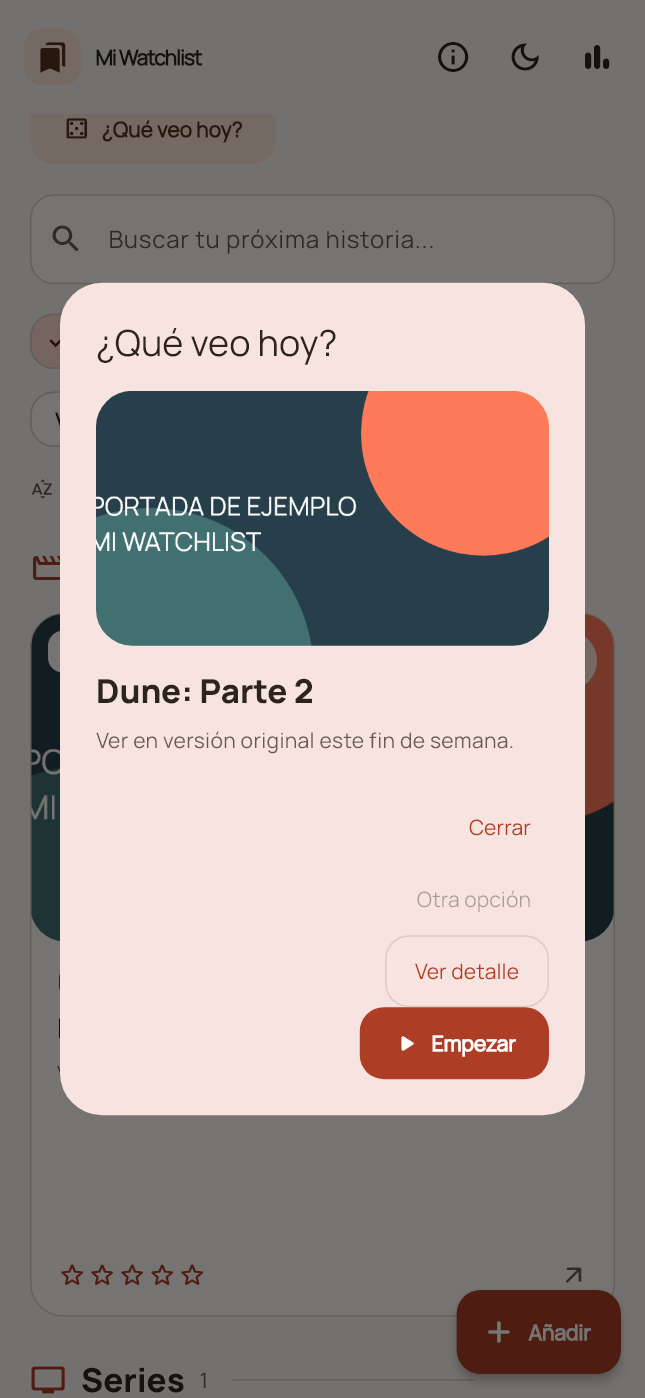 Mi Watchlist
¿Qué veo hoy?
Buscar tu próxima historia...
¿Qué veo hoy?
PORTADA DE EJEMPLO
MI WATCHLIST
Dune: Parte 2
Ver en versión original este fin de semana.
Cerrar
Otra opción
Ver detalle
Empezar
Añadir
Series 1